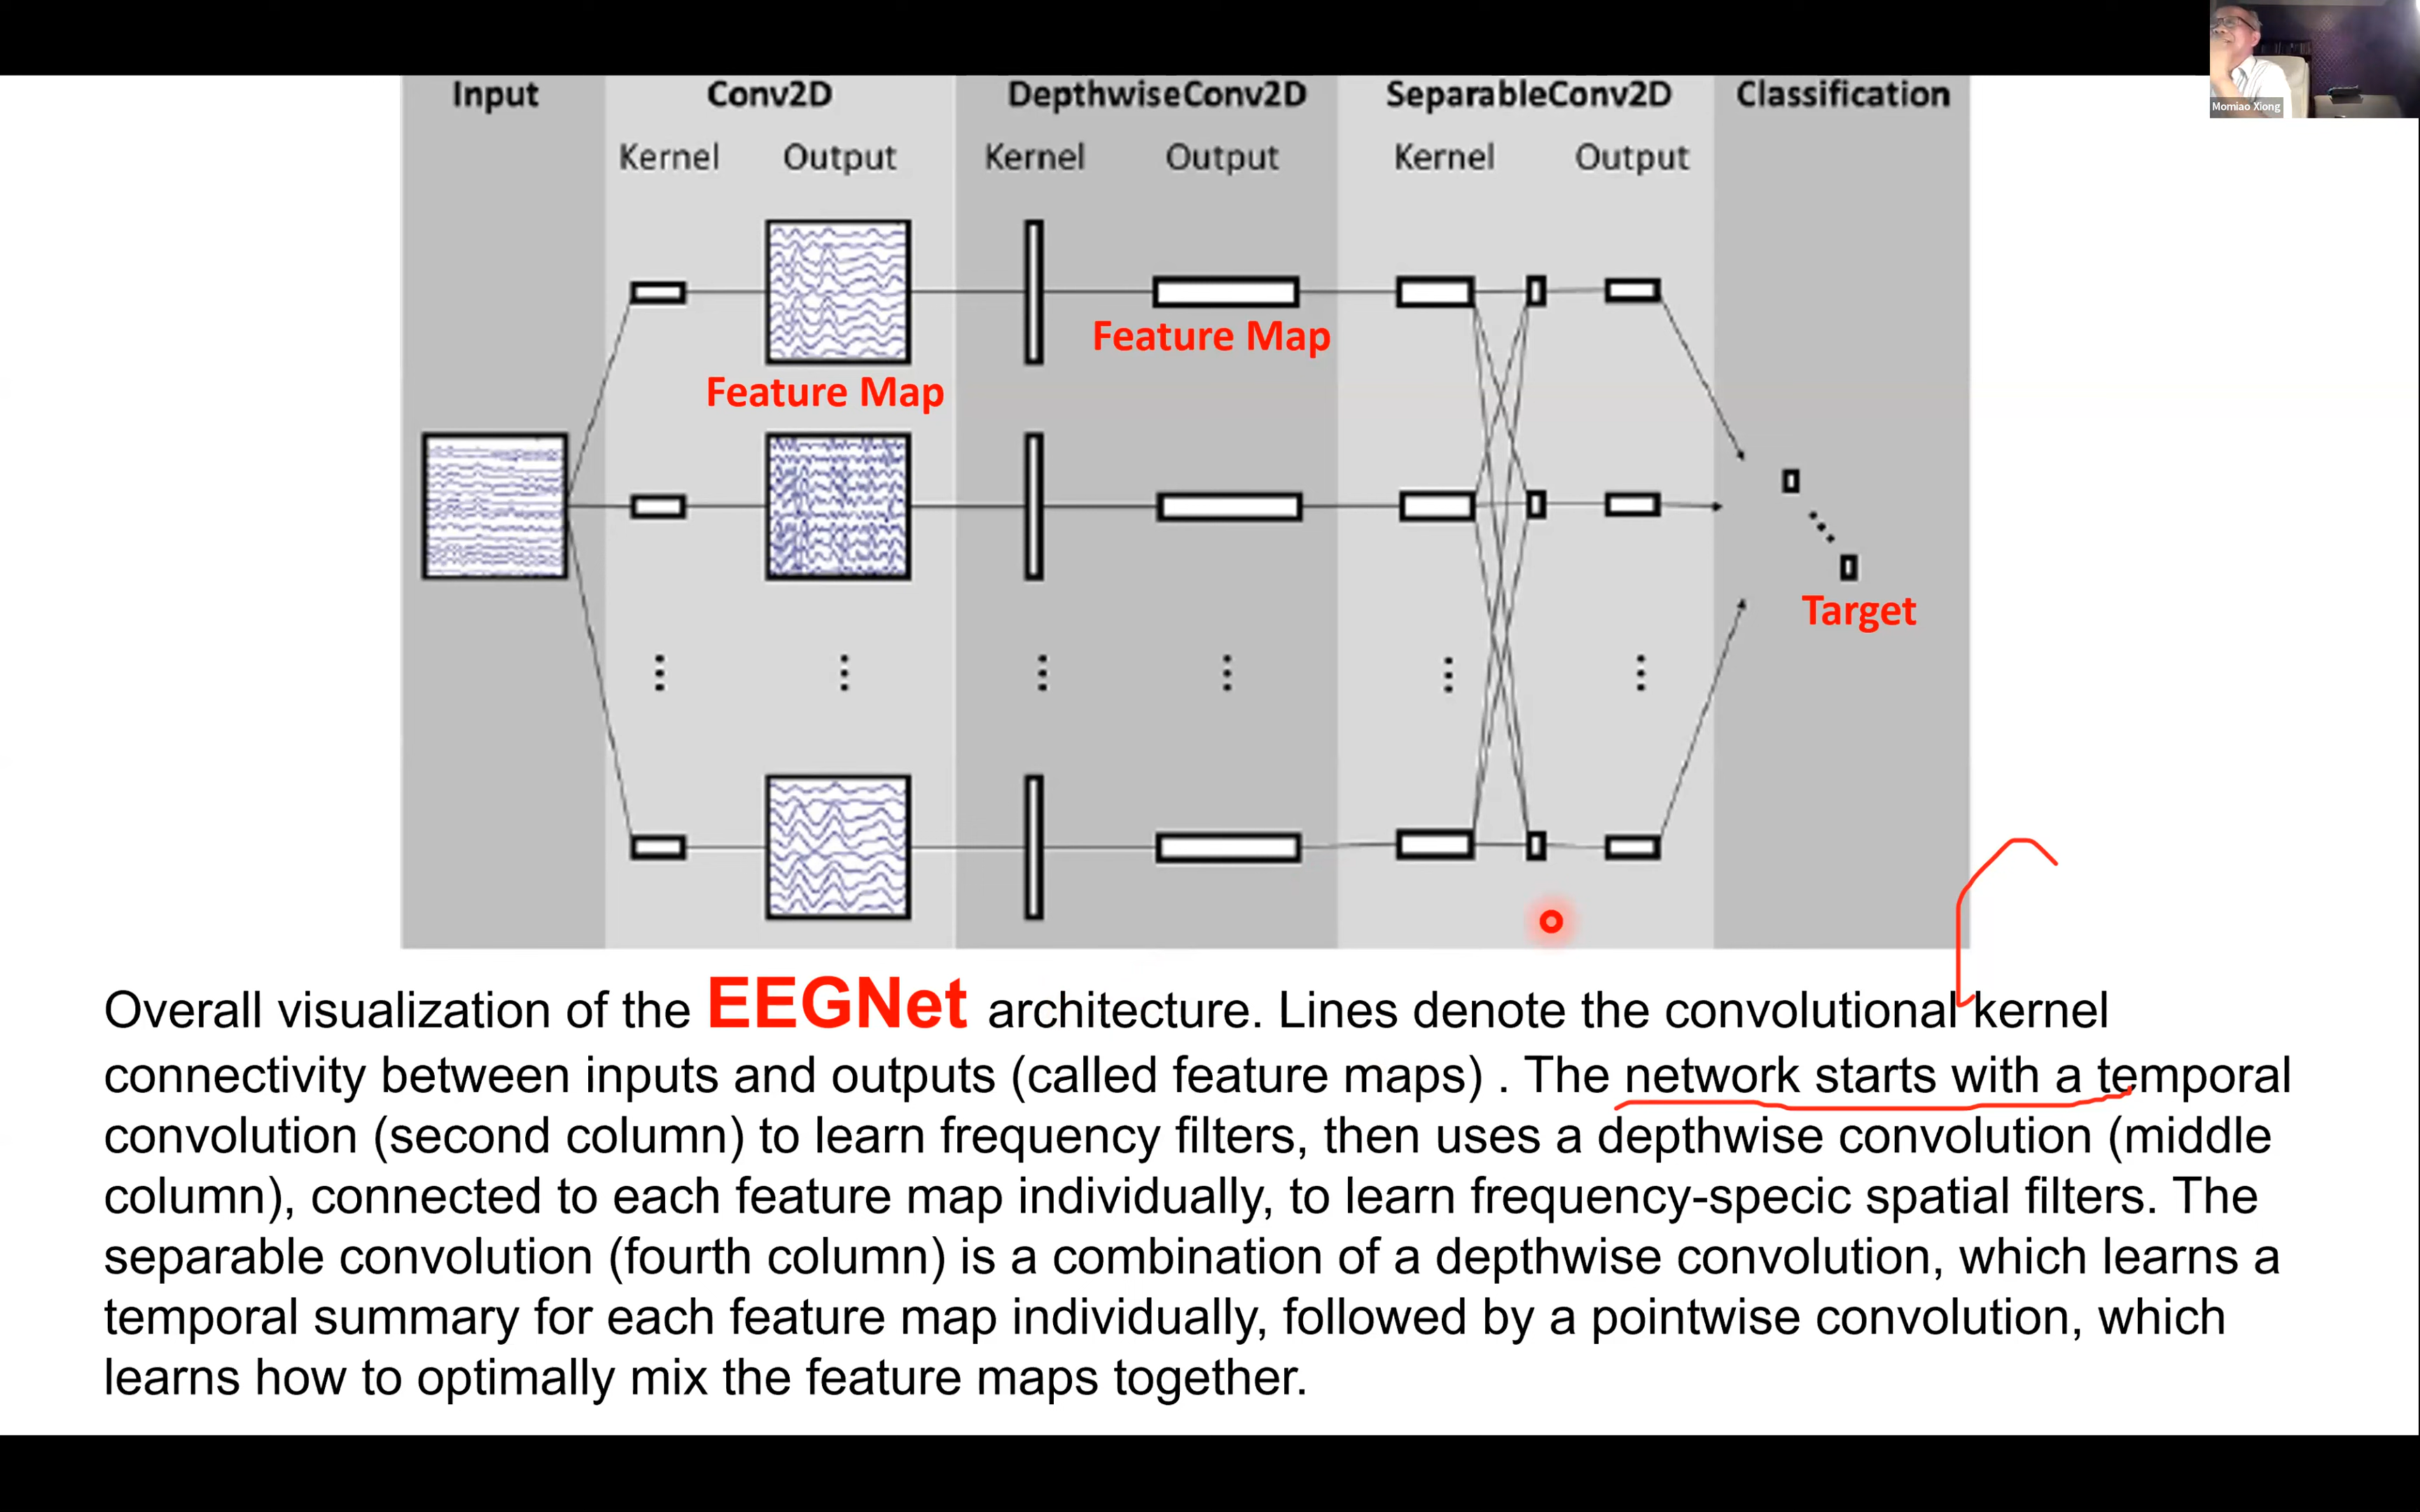 Momiao Xiong
Input Conv2D DepthwiseConv2D SeparableConv2D Classification
Kernel Output Kernel Output Kernel Output
Feature Map
Feature Map
Target
Overall visualization of the EEGNet architecture. Lines denote the convolutional kernel
connectivity between inputs and outputs (called feature maps) . The network starts with a temporal
convolution (second column) to learn frequency filters, then uses a depthwise convolution (middle
column), connected to each feature map individually, to learn frequency-specic spatial filters. The
separable convolution (fourth column) is a combination of a depthwise convolution, which learns a
temporal summary for each feature map individually, followed by a pointwise convolution, which
learns how to optimally mix the feature maps together.